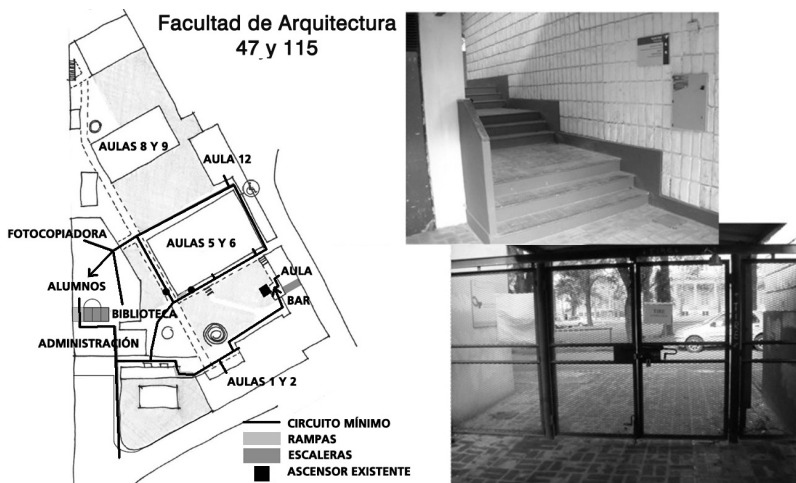 Facultad de Arquitectura
47 y 115
AULAS 8 Y 9
AULA 12
FOTOCOPIADORA
AULAS 5 Y 6
ALUMNOS
AULA
BAR
BIBLIOTECA
ADMINISTRACIÓN
AULAS 1 Y 2
CIRCUITO MÍNIMO
RAMPAS
ESCALERAS
ASCENSOR EXISTENTE